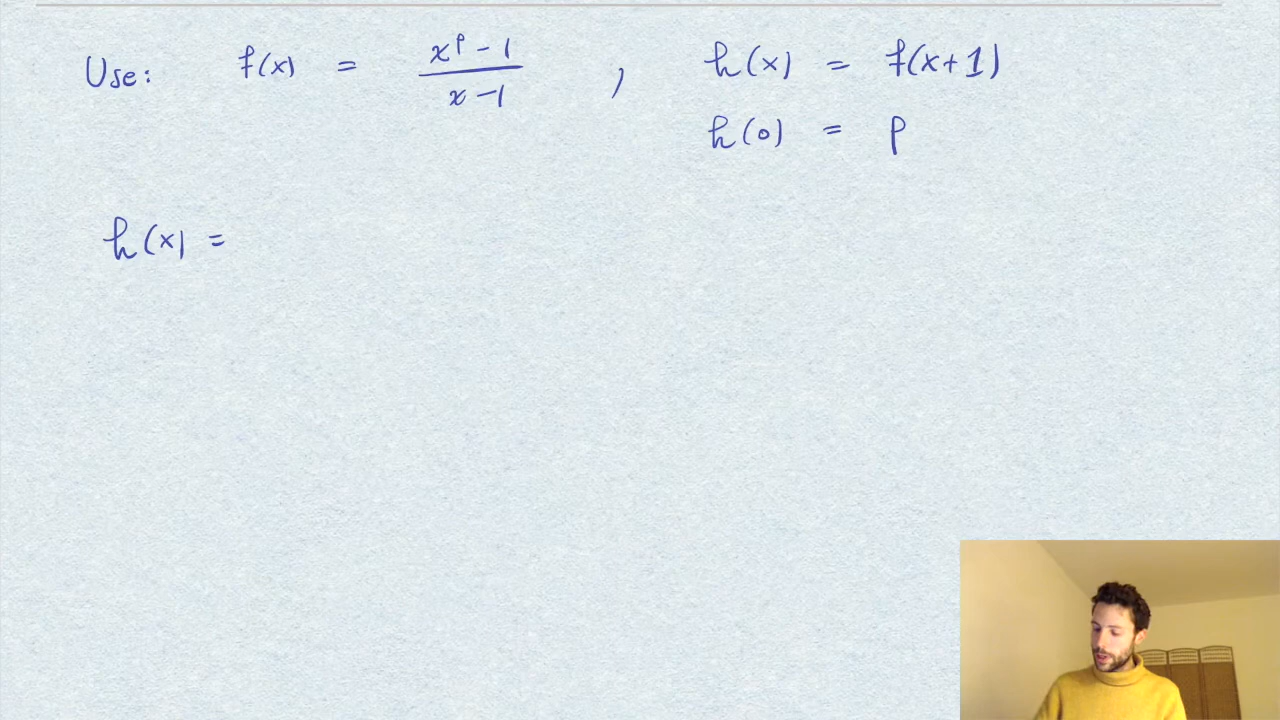 Use: f(x) = (x^p - 1)/(x - 1) , h(x) = f(x+1)
h(0) = p
h(x) =